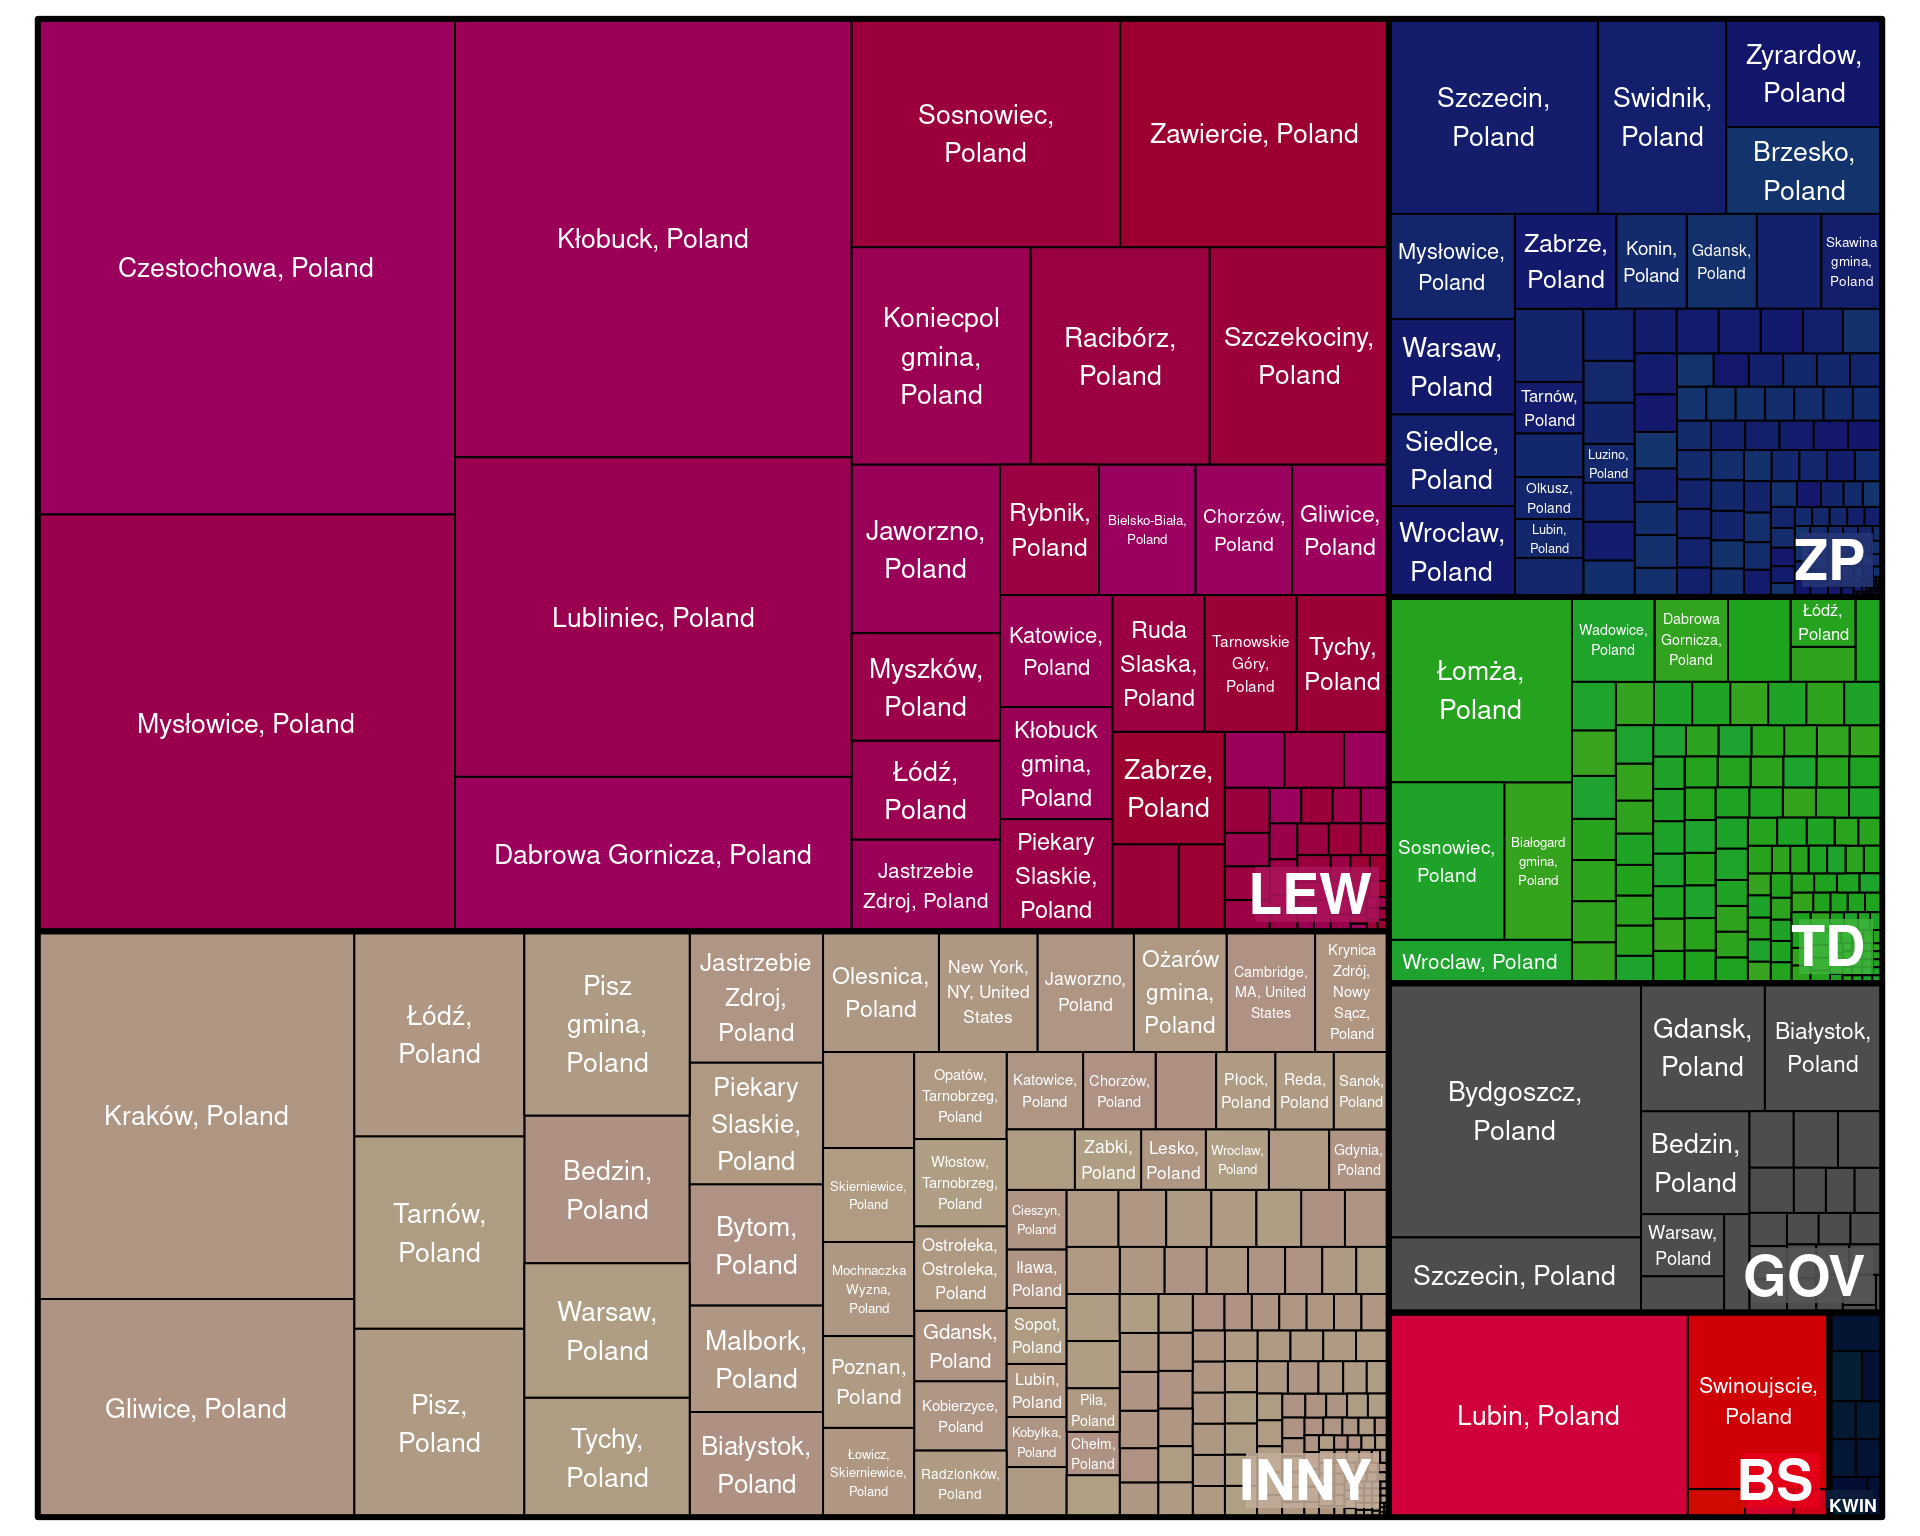 Czestochowa, Poland
Mysłowice, Poland
Kłobuck, Poland
Lubliniec, Poland
Dabrowa Gornicza, Poland
Sosnowiec,
Poland
Zawiercie, Poland
Koniecpol
gmina,
Poland
Racibórz,
Poland
Szczekociny,
Poland
Jaworzno,
Poland
Myszków,
Poland
Łódź,
Poland
Jastrzebie
Zdroj, Poland
Rybnik,
Poland
Bielsko-Biała,
Poland
Chorzów,
Poland
Gliwice,
Poland
Katowice,
Poland
Kłobuck
gmina,
Poland
Piekary
Slaskie,
Poland
Ruda
Slaska,
Poland
Tarnowskie
Góry,
Poland
Tychy,
Poland
Zabrze,
Poland
LEW
Szczecin,
Poland
Swidnik,
Poland
Zyrardow,
Poland
Brzesko,
Poland
Mysłowice,
Poland
Zabrze,
Poland
Konin,
Poland
Gdansk,
Poland
Skawina
gmina,
Poland
Warsaw,
Poland
Siedlce,
Poland
Wroclaw,
Poland
Tarnów,
Poland
Luzino,
Poland
Olkusz,
Poland
Lubin,
Poland
ZP
Łomża,
Poland
Wadowice,
Poland
Dabrowa
Gornicza,
Poland
Łódź,
Poland
Sosnowiec,
Poland
Białogard
gmina,
Poland
Wroclaw, Poland
TD
Kraków, Poland
Gliwice, Poland
Łódź,
Poland
Tarnów,
Poland
Pisz,
Poland
Pisz
gmina,
Poland
Bedzin,
Poland
Warsaw,
Poland
Tychy,
Poland
Jastrzebie
Zdroj,
Poland
Piekary
Slaskie,
Poland
Bytom,
Poland
Malbork,
Poland
Białystok,
Poland
Olesnica,
Poland
New York,
NY, United
States
Jaworzno,
Poland
Ożarów
gmina,
Poland
Cambridge,
MA, United
States
Krynica
Zdrój,
Nowy
Sącz,
Poland
Skierniewice,
Poland
Mochnaczka
Wyzna,
Poland
Poznan,
Poland
Łowicz,
Skierniewice,
Poland
Opatów,
Tarnobrzeg,
Poland
Włostow,
Tarnobrzeg,
Poland
Ostrołeka,
Ostroleka,
Poland
Gdansk,
Poland
Kobierzyce,
Poland
Radzionków,
Poland
Katowice,
Poland
Chorzów,
Poland
Płock,
Poland
Reda,
Poland
Sanok,
Poland
Zabki,
Poland
Lesko,
Poland
Wroclaw,
Poland
Gdynia,
Poland
Cieszyn,
Poland
Iława,
Poland
Sopot,
Poland
Lubin,
Poland
Kobyłka,
Poland
Piła,
Poland
Chełm,
Poland
INNY
Bydgoszcz,
Poland
Szczecin, Poland
Gdansk,
Poland
Białystok,
Poland
Bedzin,
Poland
Warsaw,
Poland
GOV
Lubin, Poland
Swinoujscie,
Poland
BS
KWIN